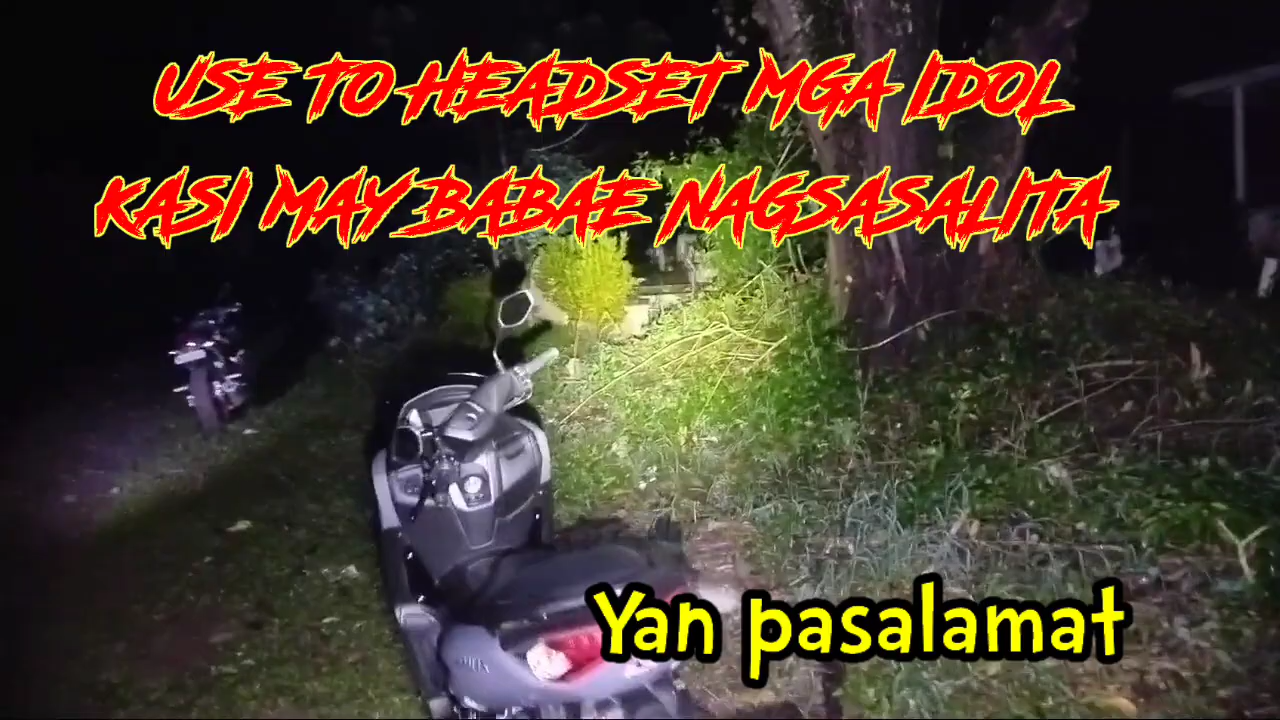 USE TO HEADSET MGA IDOL
KASI MAY BABAE NAGSASALITA
Yan pasalamat